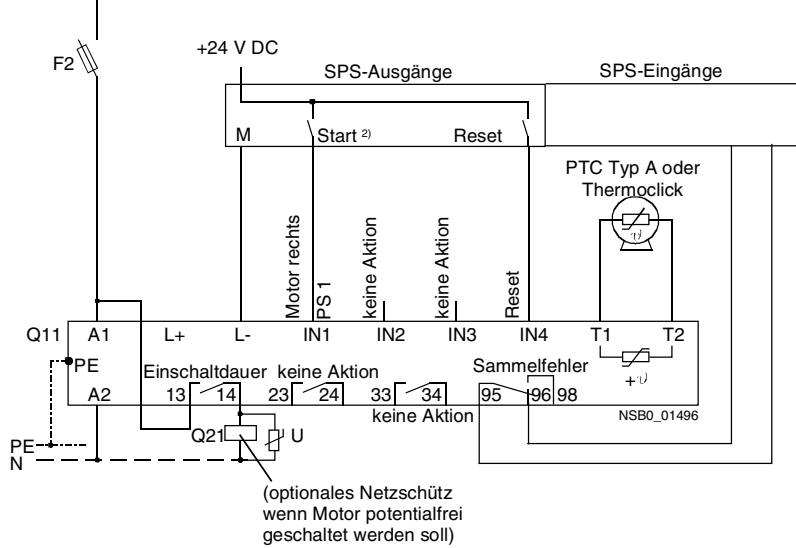 F2
+24 V DC
SPS-Ausgänge
SPS-Eingänge
M
Start 2)
Reset
PTC Typ A oder
Thermoclick
ϑ
Motor rechts
PS 1
keine Aktion
keine Aktion
Reset
Q11
A1
L+
L-
IN1
IN2
IN3
IN4
T1
T2
PE
+ϑ
Einschaltdauer
keine Aktion
Sammelfehler
A2
13
14
23
24
33
34
95
96
98
keine Aktion
NSB0_01496
Q21
U
PE
N
(optionales Netzschütz
wenn Motor potentialfrei
geschaltet werden soll)